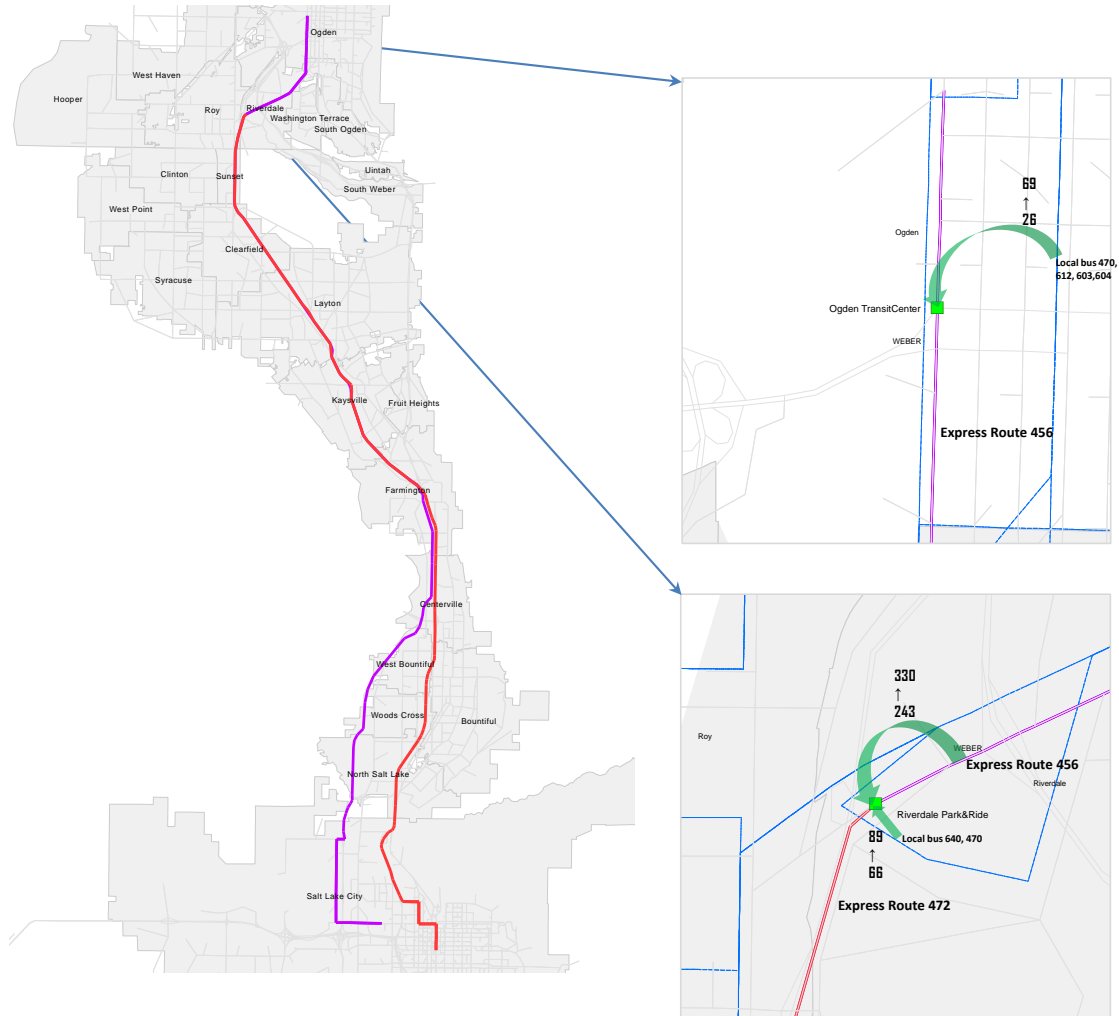 Ogden
West Haven
Hooper
Roy
Riverdale
Washington Terrace
South Ogden
Uintah
Clinton
Sunset
South Weber
West Point
Clearfield
Syracuse
Layton
Kaysville
Fruit Heights
Farmington
Centerville
West Bountiful
Woods Cross
Bountiful
North Salt Lake
Salt Lake City
69
↑
26
Ogden
Local bus 470,
612, 603,604
Ogden TransitCenter
WEBER
Express Route 456
330
↑
243
Roy
WEBER
Express Route 456
Riverdale
Riverdale Park&Ride
Local bus 640, 470
89
↑
66
Express Route 472